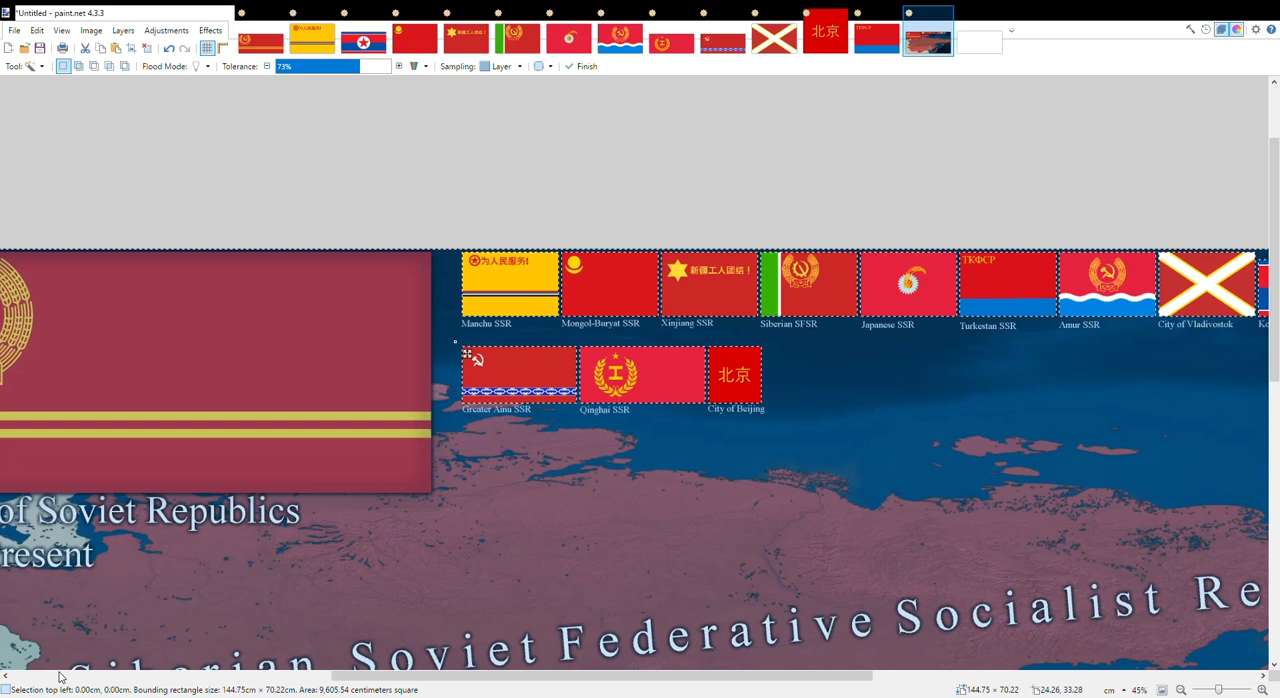 *Untitled - paint.net 4.3.3
File Edit View Image Layers Adjustments Effects
Tool: Flood Mode: Tolerance: 73% Sampling: Layer Finish
为人民服务!
新疆工人团结！
ТКФСР
北京
Manchu SSR
Mongol-Buryat SSR
Xinjiang SSR
Siberian SFSR
Japanese SSR
Turkestan SSR
Amur SSR
City of Vladivostok
Ko
工
北京
Greater Ainu SSR
Qinghai SSR
City of Beijing
of Soviet Republics
resent
Siberian Soviet Federative Socialist Re
Selection top left: 0.00cm, 0.00cm. Bounding rectangle size: 144.75cm × 70.22cm. Area: 9,605.54 centimeters square
144.75 × 70.22 24.26, 33.28 cm 45%